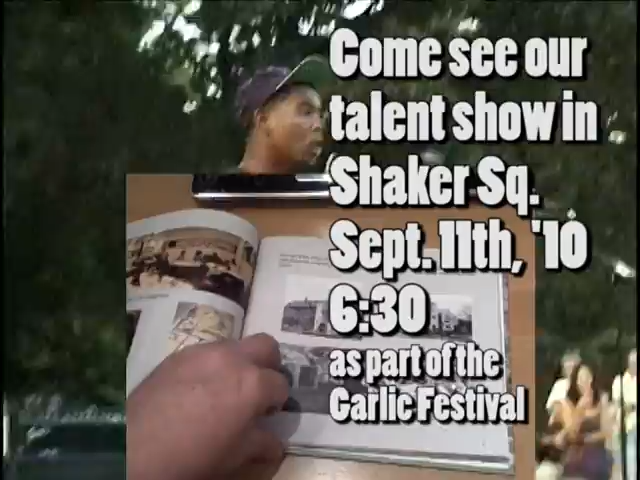 Come see our
talent show in
Shaker Sq.
Sept. 11th, '10
6:30
as part of the
Garlic Festival